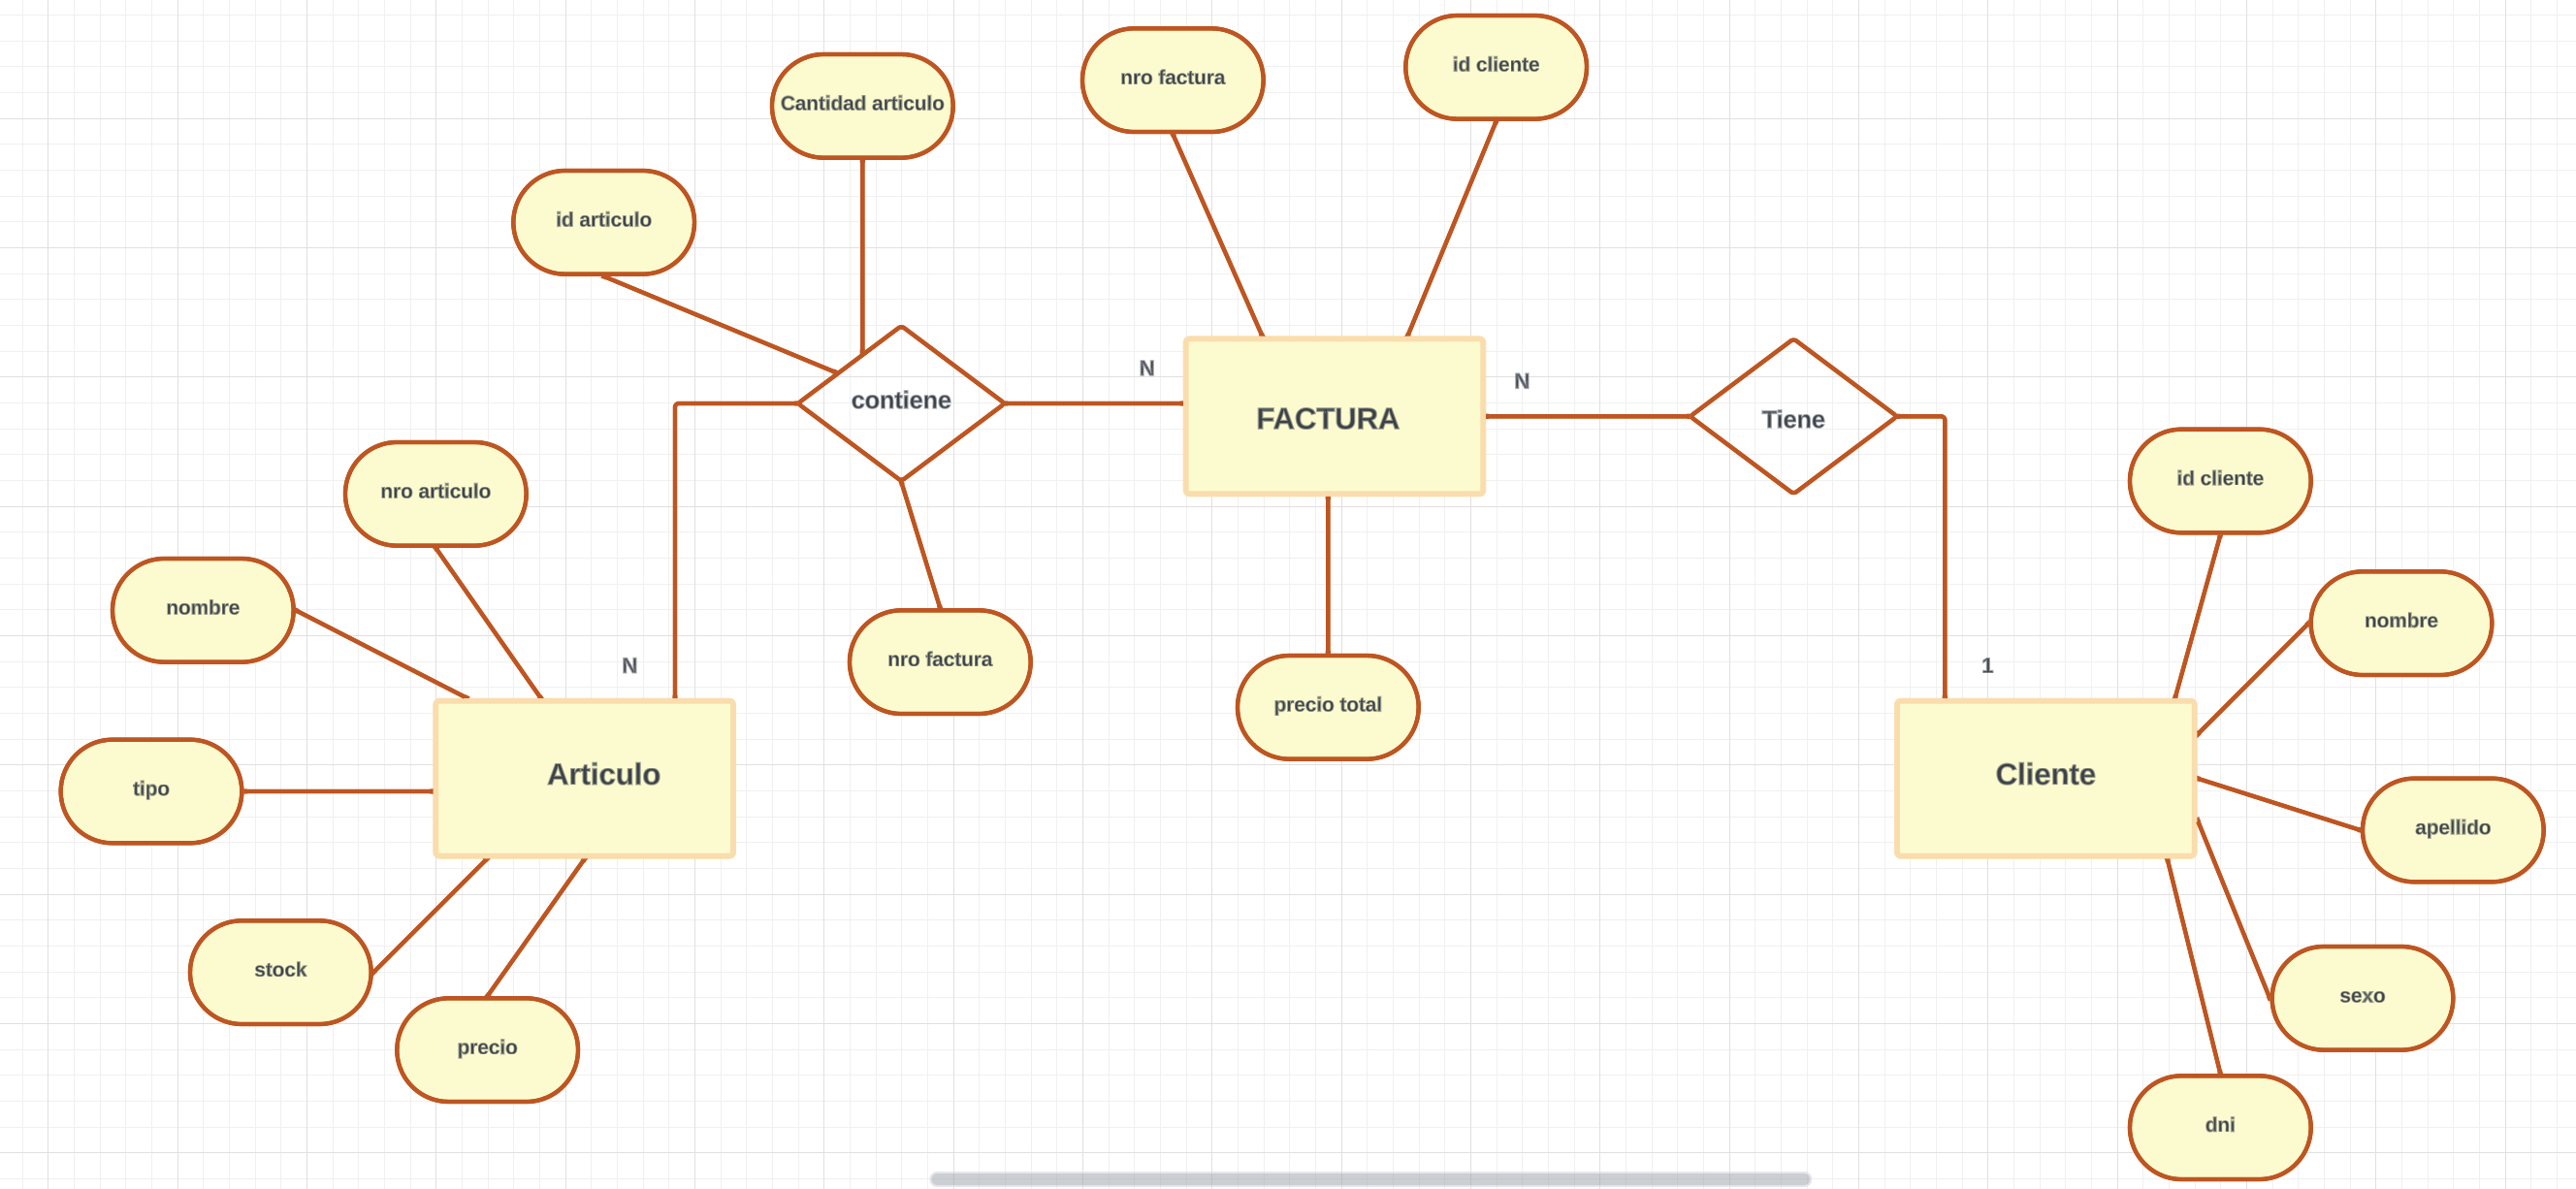 id cliente
nro factura
Cantidad articulo
id articulo
N
N
contiene
FACTURA
Tiene
id cliente
nro articulo
nombre
nombre
N
nro factura
1
precio total
Articulo
Cliente
tipo
apellido
stock
sexo
precio
dni